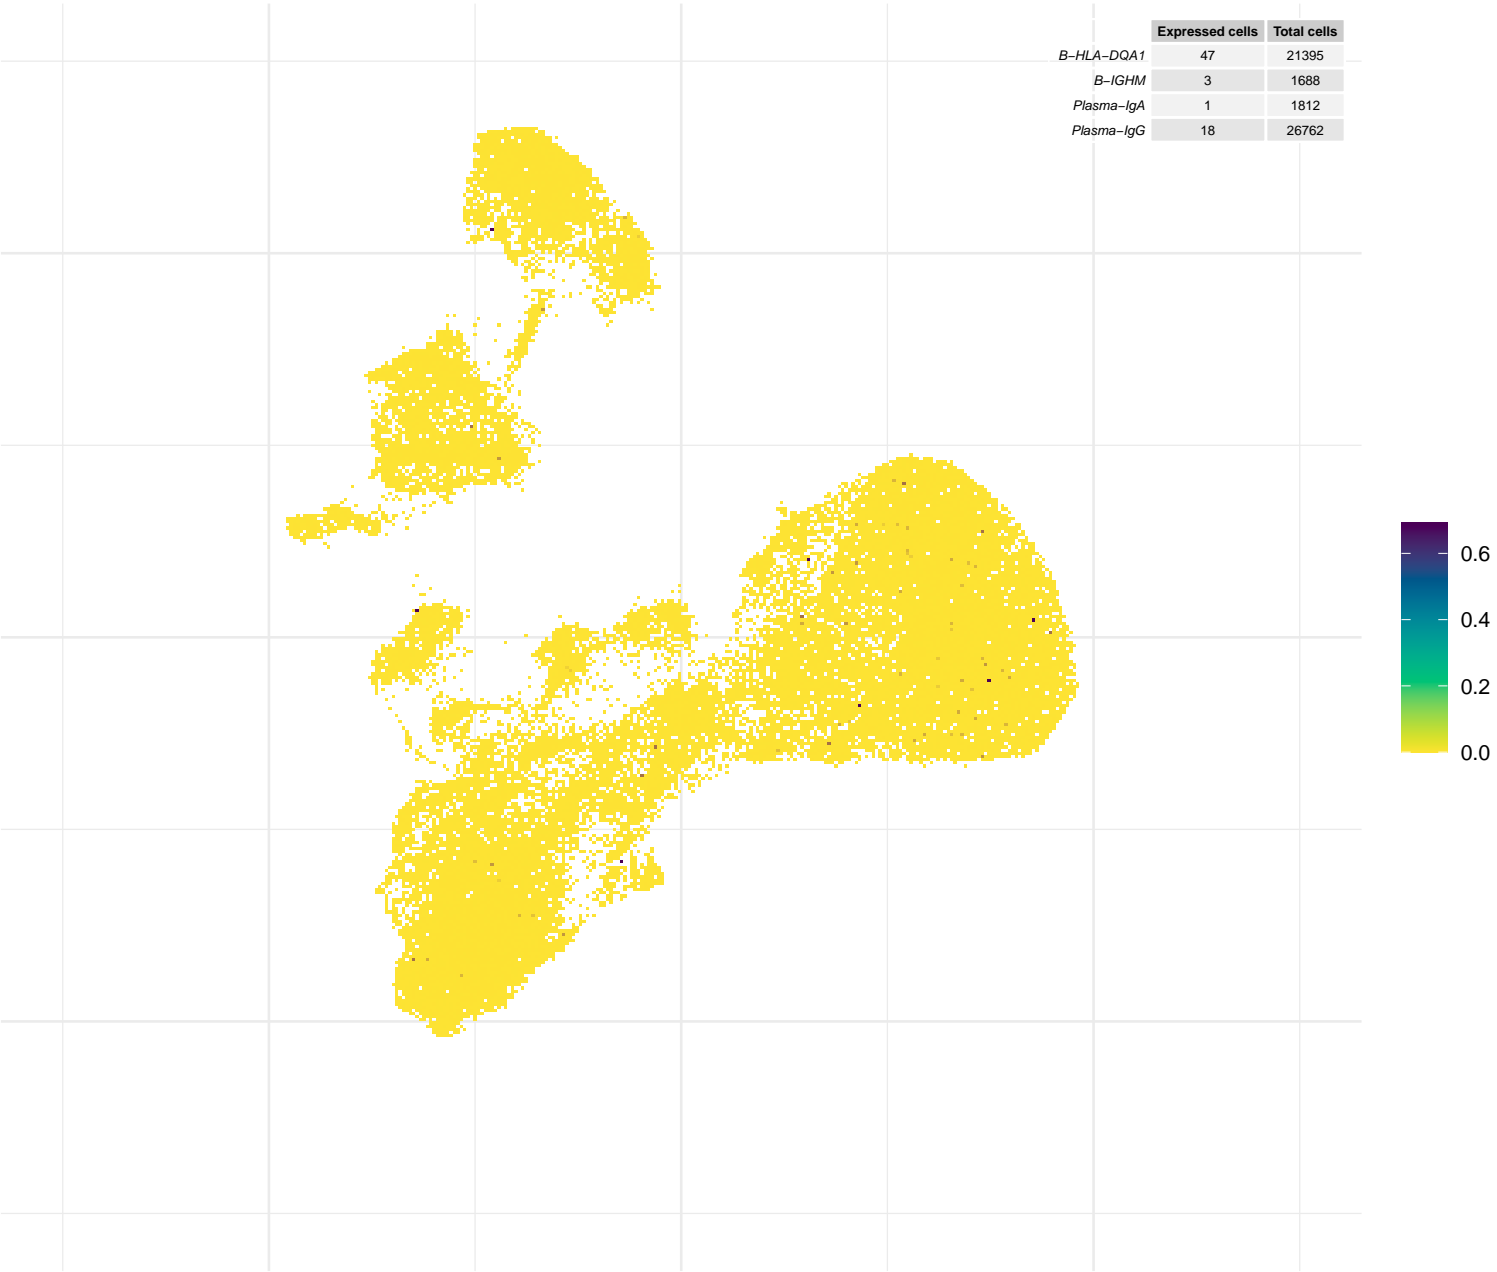 Expressed cells Total cells
B−HLA−DQA1 47 21395
B−IGHM 3 1688
Plasma−IgA 1 1812
Plasma−IgG 18 26762
0.6
0.4
0.2
0.0